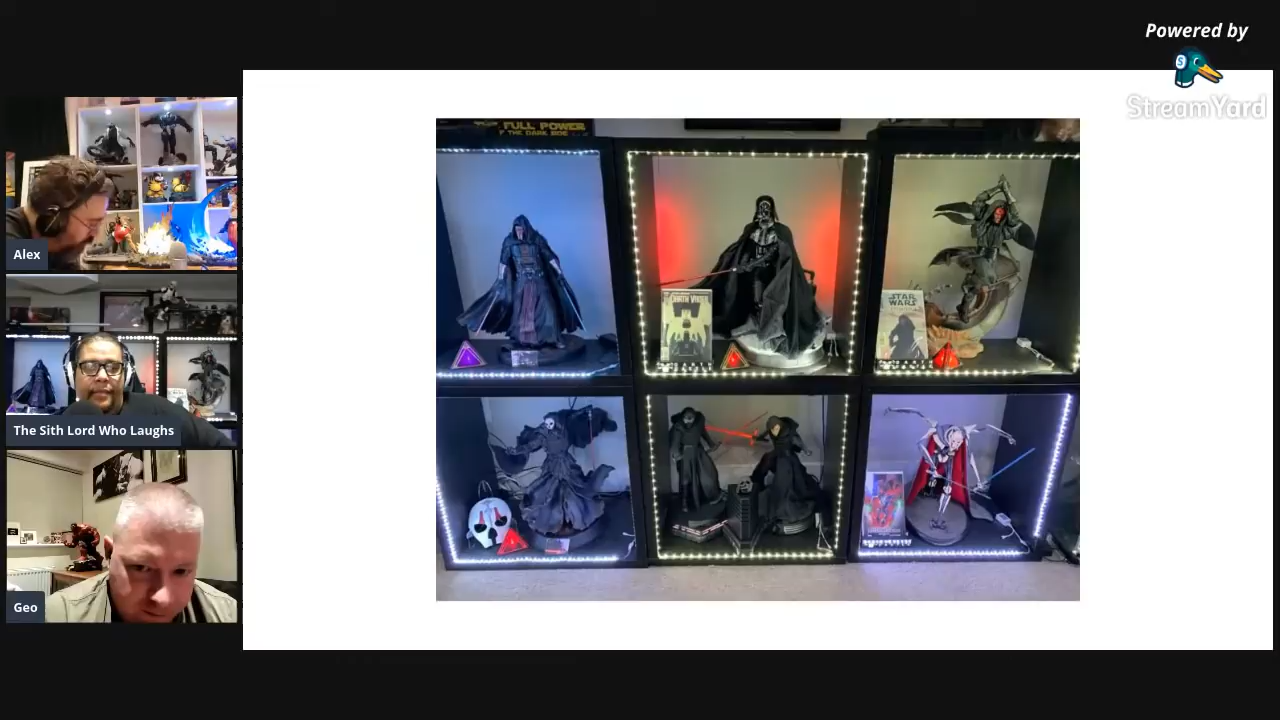 Powered by
StreamYard
Alex
The Sith Lord Who Laughs
Geo
FULL POWER
OF THE DARK SIDE
DARTH VADER
STAR
WARS